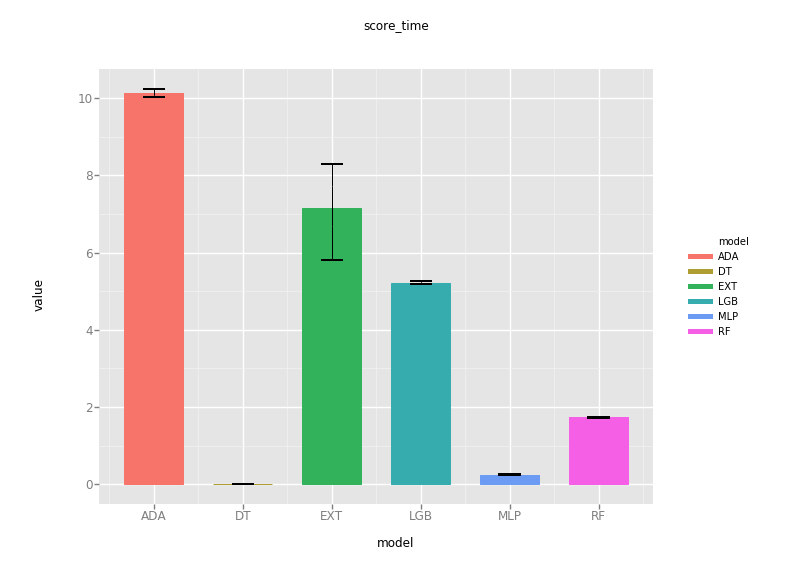 score_time
value
10
8
6
4
2
0
ADA
DT
EXT
LGB
MLP
RF
model
model
ADA
DT
EXT
LGB
MLP
RF